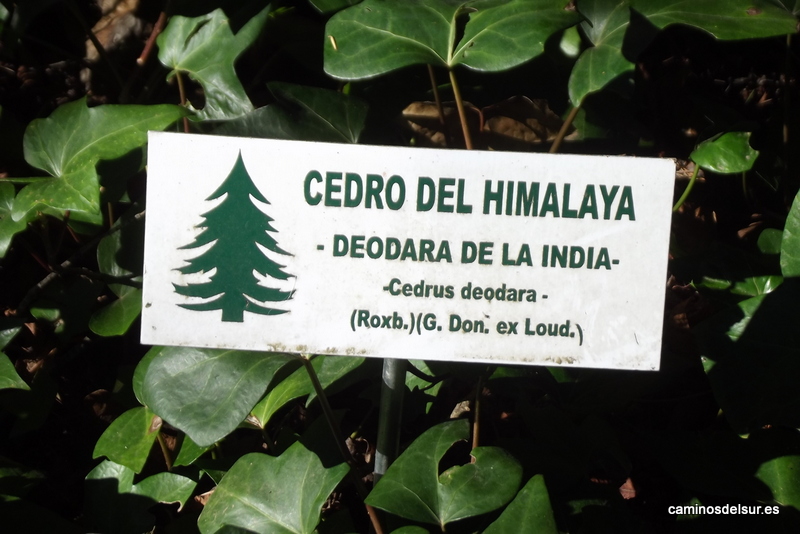 CEDRO DEL HIMALAYA
- DEODARA DE LA INDIA-
-Cedrus deodara -
(Roxb.)(G. Don. ex Loud.)
caminosdelsur.es